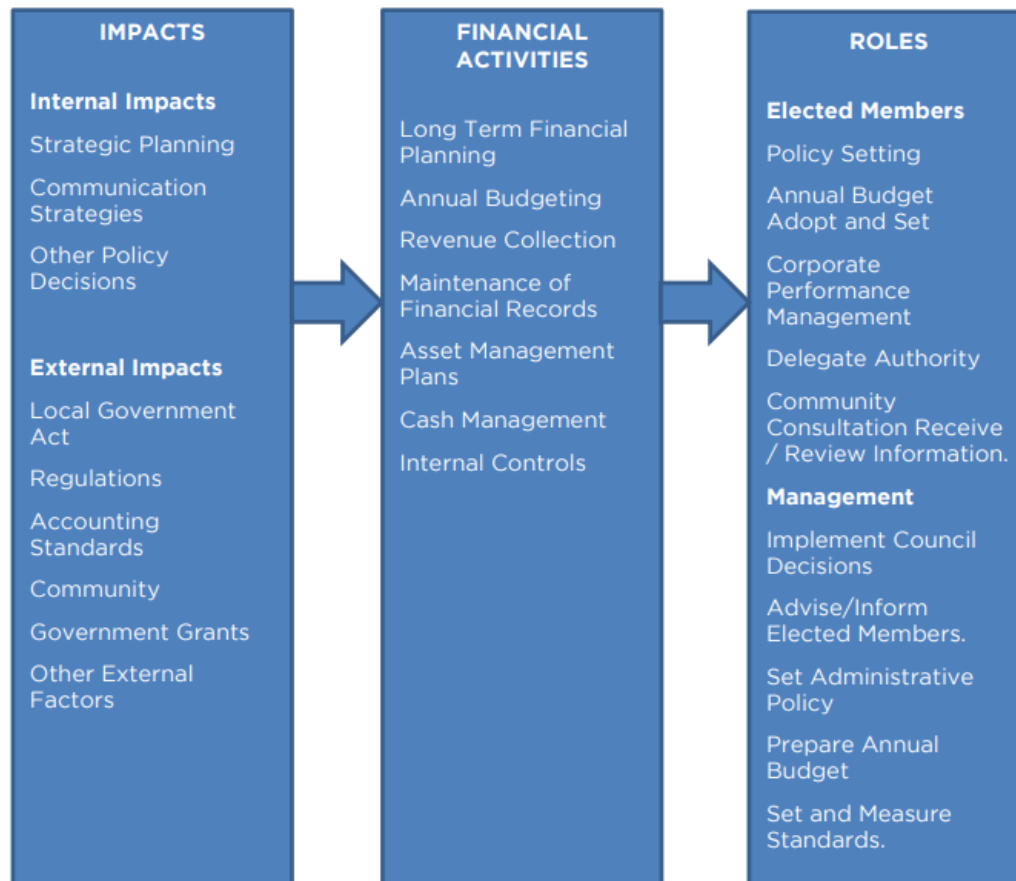 IMPACTS
Internal Impacts
Strategic Planning
Communication
Strategies
Other Policy
Decisions
External Impacts
Local Government
Act
Regulations
Accounting
Standards
Community
Government Grants
Other External
Factors
FINANCIAL
ACTIVITIES
Long Term Financial
Planning
Annual Budgeting
Revenue Collection
Maintenance of
Financial Records
Asset Management
Plans
Cash Management
Internal Controls
ROLES
Elected Members
Policy Setting
Annual Budget
Adopt and Set
Corporate
Performance
Management
Delegate Authority
Community
Consultation Receive
/ Review Information.
Management
Implement Council
Decisions
Advise/Inform
Elected Members.
Set Administrative
Policy
Prepare Annual
Budget
Set and Measure
Standards.